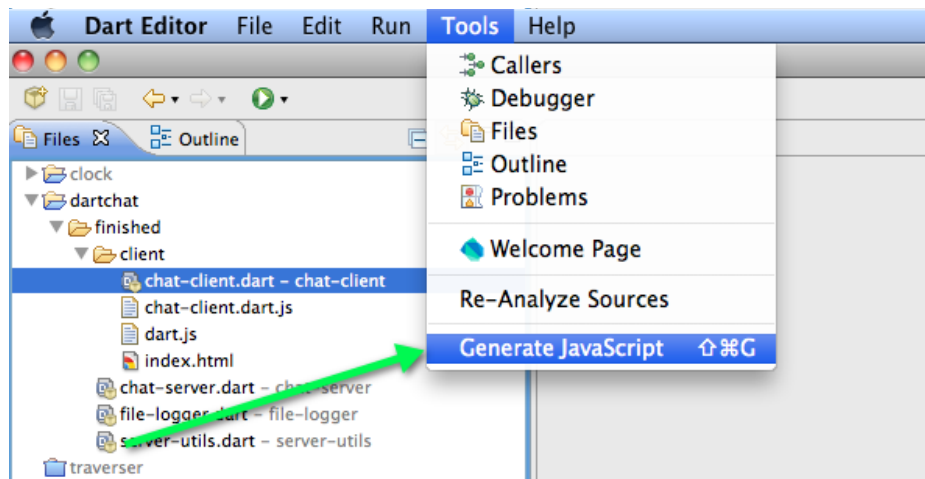 Dart Editor File Edit Run Tools Help
Callers
Debugger
Files
Outline
Problems
Welcome Page
Re-Analyze Sources
Generate JavaScript ⇧⌘G
Files Outline
clock
dartchat
finished
client
chat-client.dart – chat-client
chat-client.dart.js
dart.js
index.html
chat-server.dart – chat-server
file-logger.dart – file-logger
server-utils.dart – server-utils
traverser